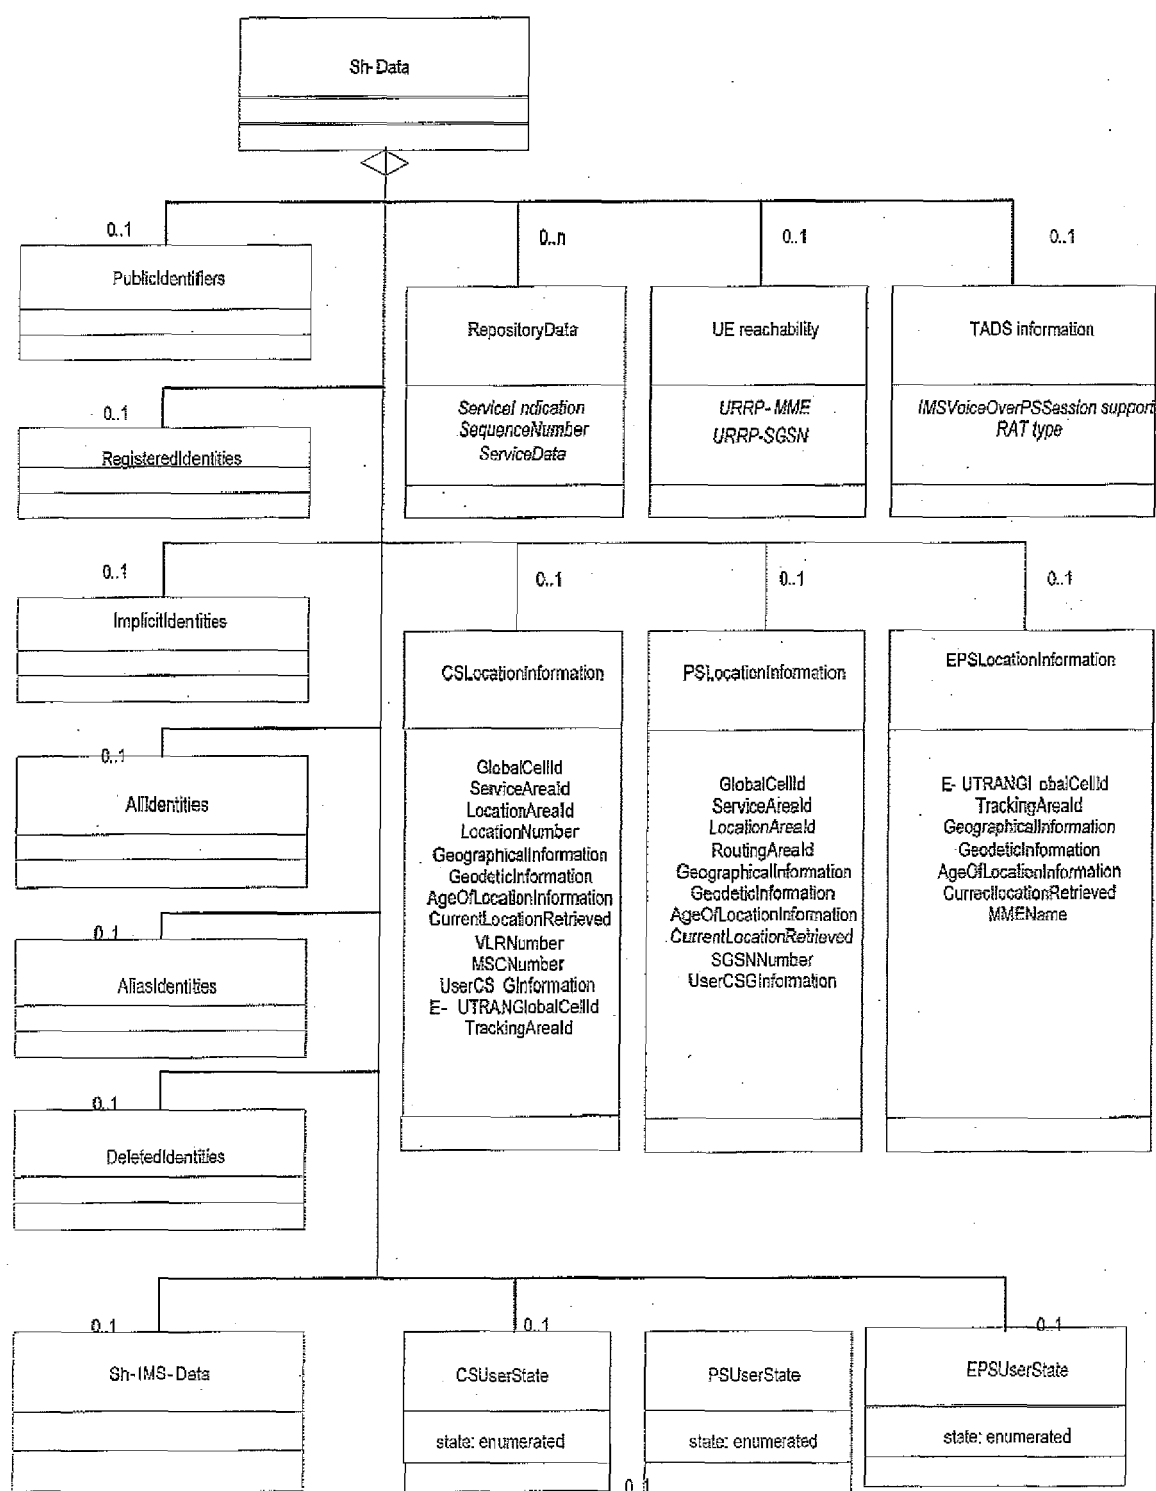 Sh-Data
0..1
0..n
0..1
0..1
PublicIdentifiers
RepositoryData
UE reachability
TADS information
ServiceIndication
SequenceNumber
ServiceData
URRP-MME
URRP-SGSN
IMSVoiceOverPSSession support
RAT type
0..1
RegisteredIdentities
0..1
0..1
0..1
0..1
ImplicitIdentities
CSLocationInformation
PSLocationInformation
EPSLocationInformation
0..1
AllIdentities
GlobalCellId
ServiceAreaId
LocationAreaId
LocationNumber
GeographicalInformation
GeodeticInformation
AgeOfLocationInformation
CurrentLocationRetrieved
VLRNumber
MSCNumber
UserCS GInformation
E- UTRANGlobalCellId
TrackingAreaId
GlobalCellId
ServiceAreaId
LocationAreaId
RoutingAreaId
GeographicalInformation
GeodeticInformation
AgeOfLocationInformation
CurrentLocationRetrieved
SGSNNumber
UserCSGInformation
E- UTRANGl obalCellId
TrackingAreaId
GeographicalInformation
GeodeticInformation
AgeOfLocationInformation
CurrectlocationRetrieved
MMEName
0..1
AliasIdentities
0..1
DeletedIdentities
0..1
0..1
0..1
Sh-IMS-Data
CSUserState
PSUserState
EPSUserState
state: enumerated
state: enumerated
state: enumerated
0..1